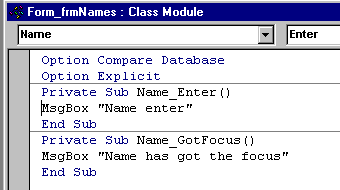 Form_frmNames : Class Module
Name Enter
Option Compare Database
Option Explicit
Private Sub Name_Enter()
MsgBox "Name enter"
End Sub
Private Sub Name_GotFocus()
MsgBox "Name has got the focus"
End Sub